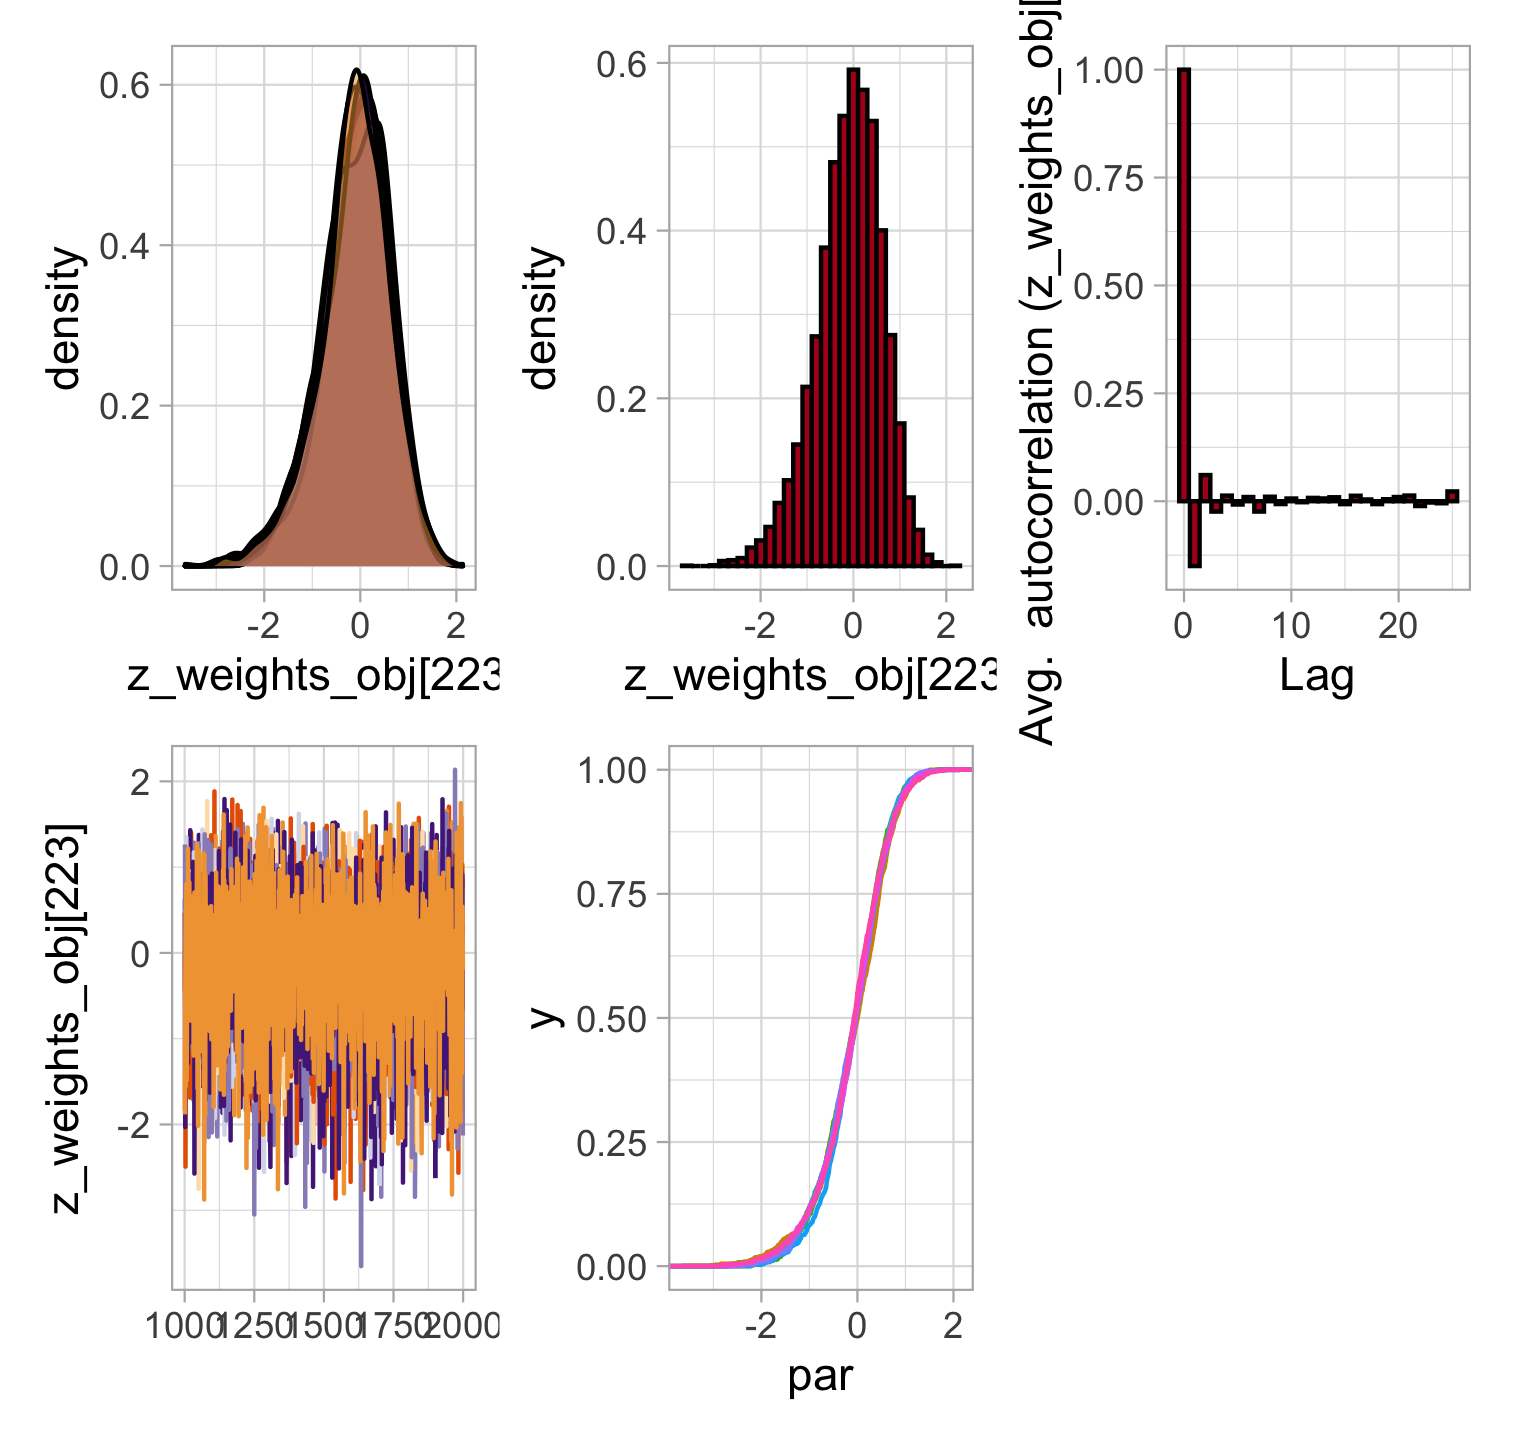 density
0.6
0.4
0.2
0.0
-2 0 2
z_weights_obj[223
density
0.6
0.4
0.2
0.0
-2 0 2
z_weights_obj[223
Avg. autocorrelation (z_weights_obj[
1.00
0.75
0.50
0.25
0.00
0 10 20
Lag
z_weights_obj[223]
2
0
-2
1000 1250 1500 1750 2000
y
1.00
0.75
0.50
0.25
0.00
-2 0 2
par